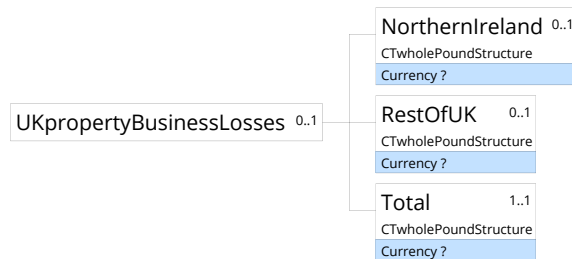 NorthernIreland 0..1
CTwholePoundStructure
Currency ?
UKpropertyBusinessLosses 0..1
RestOfUK 0..1
CTwholePoundStructure
Currency ?
Total 1..1
CTwholePoundStructure
Currency ?